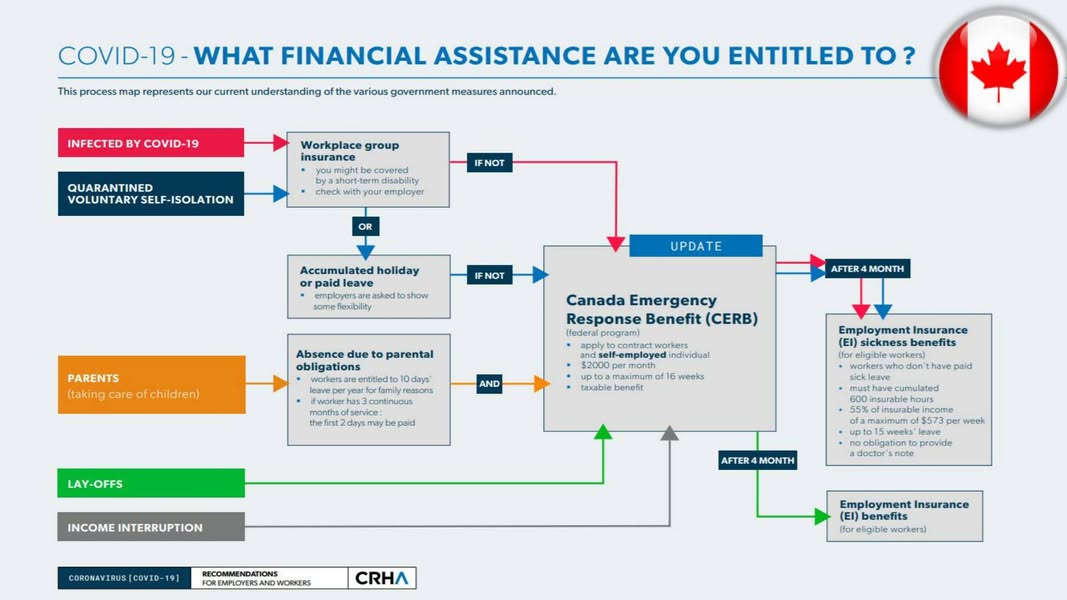 COVID-19 - WHAT FINANCIAL ASSISTANCE ARE YOU ENTITLED TO ?
This process map represents our current understanding of the various government measures announced.
INFECTED BY COVID-19
QUARANTINED
VOLUNTARY SELF-ISOLATION
Workplace group
insurance
▪ you might be covered
by a short-term disability
▪ check with your employer
IF NOT
OR
Accumulated holiday
or paid leave
▪ employers are asked to show
some flexibility
IF NOT
PARENTS
(taking care of children)
Absence due to parental
obligations
▪ workers are entitled to 10 days'
leave per year for family reasons
▪ if worker has 3 continuous
months of service :
the first 2 days may be paid
AND
LAY-OFFS
INCOME INTERRUPTION
UPDATE
Canada Emergency
Response Benefit (CERB)
(federal program)
▪ apply to contract workers
and self-employed individual
▪ $2000 per month
▪ up to a maximum of 16 weeks
▪ taxable benefit
AFTER 4 MONTH
Employment Insurance
(EI) sickness benefits
(for eligible workers)
▪ workers who don't have paid
sick leave
▪ must have cumulated
600 insurable hours
▪ 55% of insurable income
of a maximum of $573 per week
▪ up to 15 weeks' leave
▪ no obligation to provide
a doctor's note
AFTER 4 MONTH
Employment Insurance
(EI) benefits
(for eligible workers)
CORONAVIRUS [COVID-19]
RECOMMENDATIONS
FOR EMPLOYERS AND WORKERS
CRHA